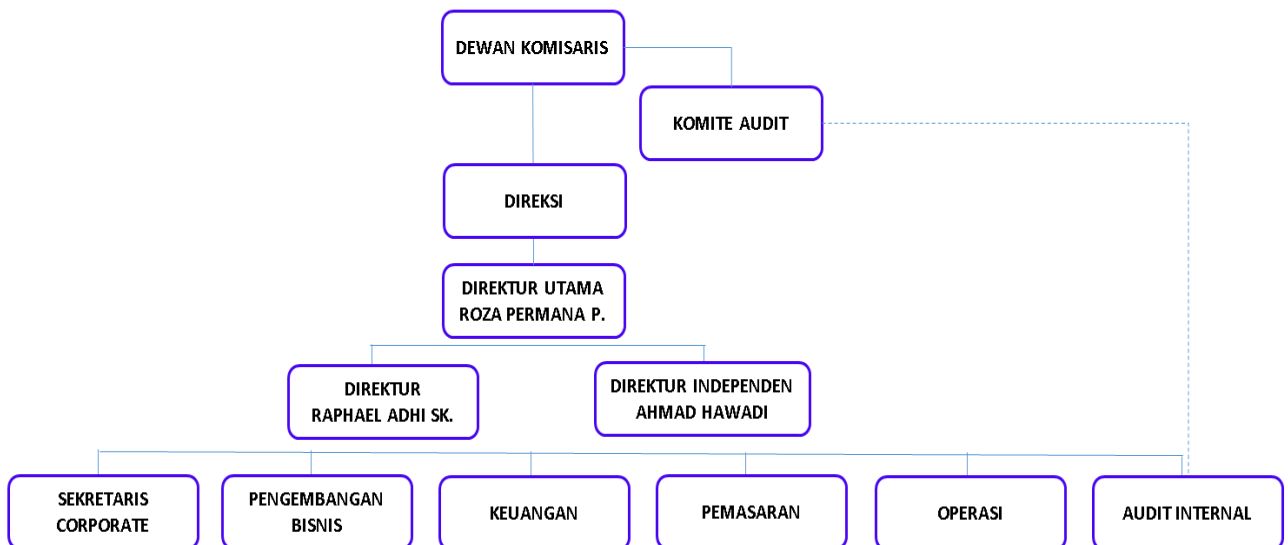 DEWAN KOMISARIS
KOMITE AUDIT
DIREKSI
DIREKTUR UTAMA
ROZA PERMANA P.
DIREKTUR
RAPHAEL ADHI SK.
DIREKTUR INDEPENDEN
AHMAD HAWADI
SEKRETARIS
CORPORATE
PENGEMBANGAN
BISNIS
KEUANGAN
PEMASARAN
OPERASI
AUDIT INTERNAL